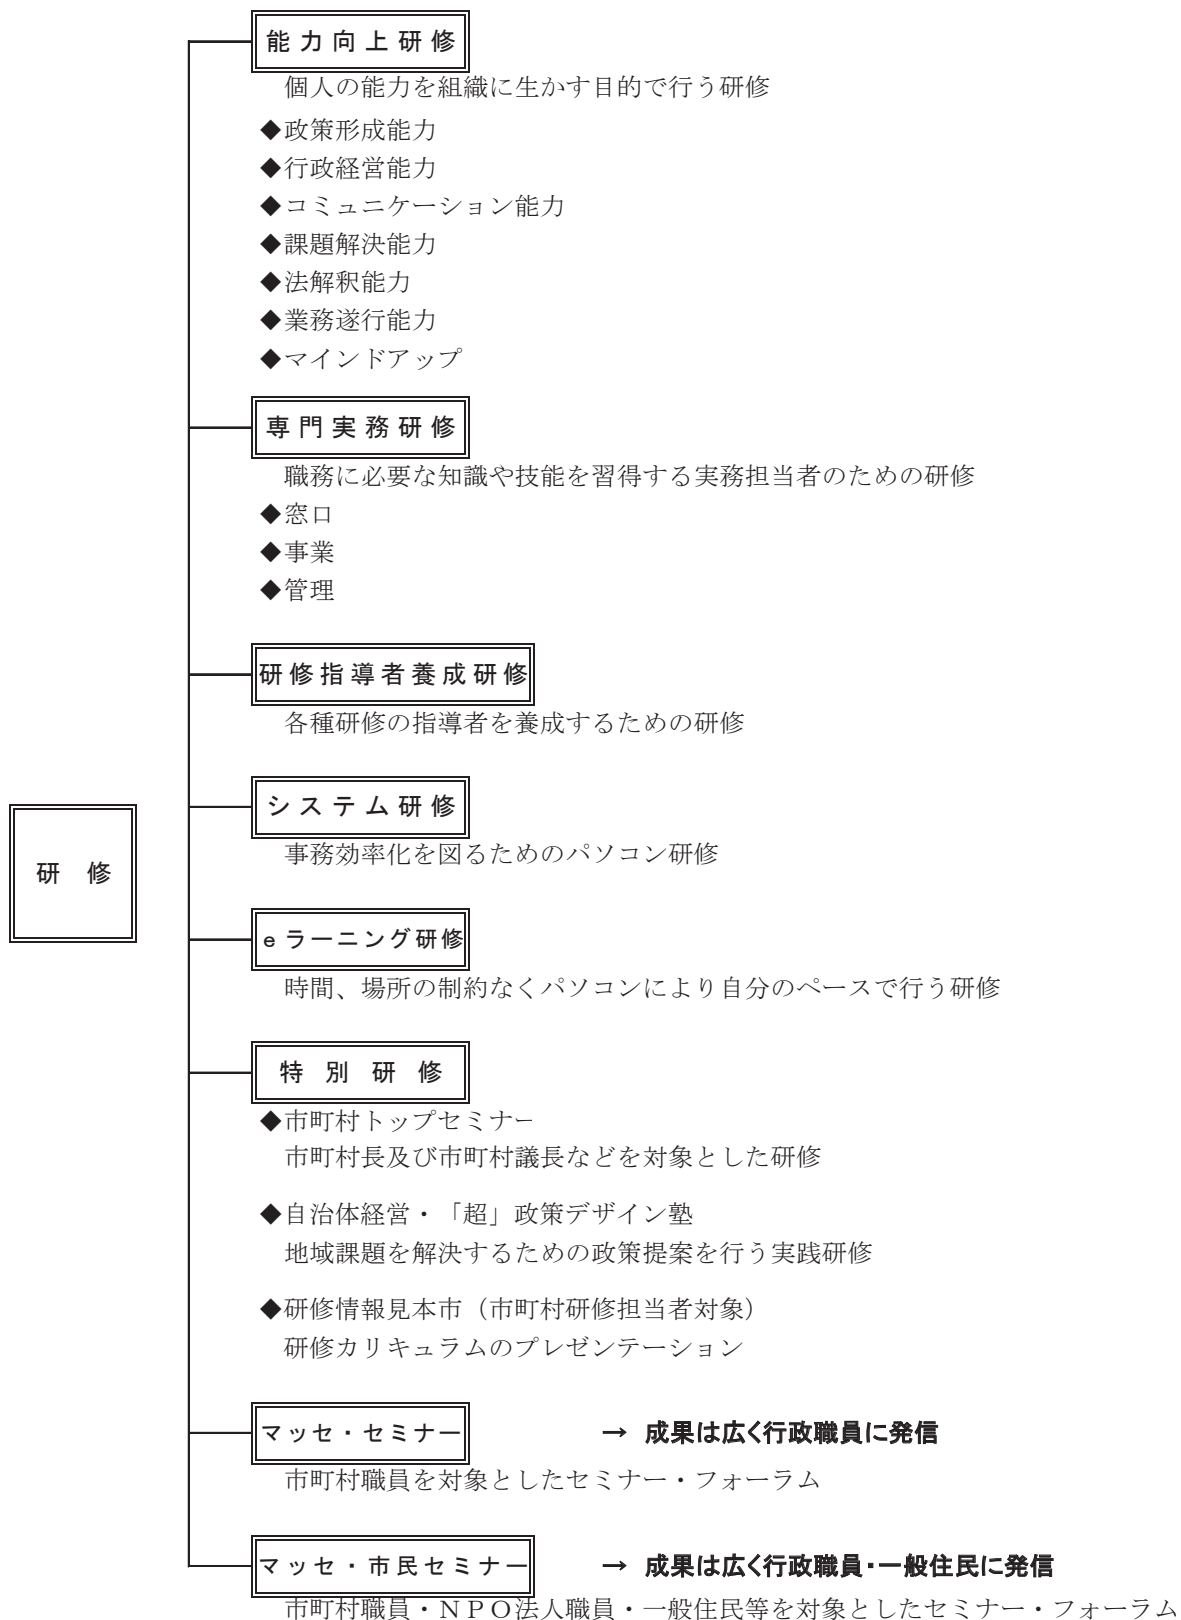 能力向上研修
個人の能力を組織に生かす目的で行う研修
◆政策形成能力
◆行政経営能力
◆コミュニケーション能力
◆課題解決能力
◆法解釈能力
◆業務遂行能力
◆マインドアップ
専門実務研修
職務に必要な知識や技能を習得する実務担当者のための研修
◆窓口
◆事業
◆管理
研修指導者養成研修
各種研修の指導者を養成するための研修
システム研修
事務効率化を図るためのパソコン研修
研 修
eラーニング研修
時間、場所の制約なくパソコンにより自分のペースで行う研修
特別研修
◆市町村トップセミナー
市町村長及び市町村議長などを対象とした研修
◆自治体経営・「超」政策デザイン塾
地域課題を解決するための政策提案を行う実践研修
◆研修情報見本市（市町村研修担当者対象）
研修カリキュラムのプレゼンテーション
マッセ・セミナー → 成果は広く行政職員に発信
市町村職員を対象としたセミナー・フォーラム
マッセ・市民セミナー → 成果は広く行政職員・一般住民に発信
市町村職員・ＮＰＯ法人職員・一般住民等を対象としたセミナー・フォーラム